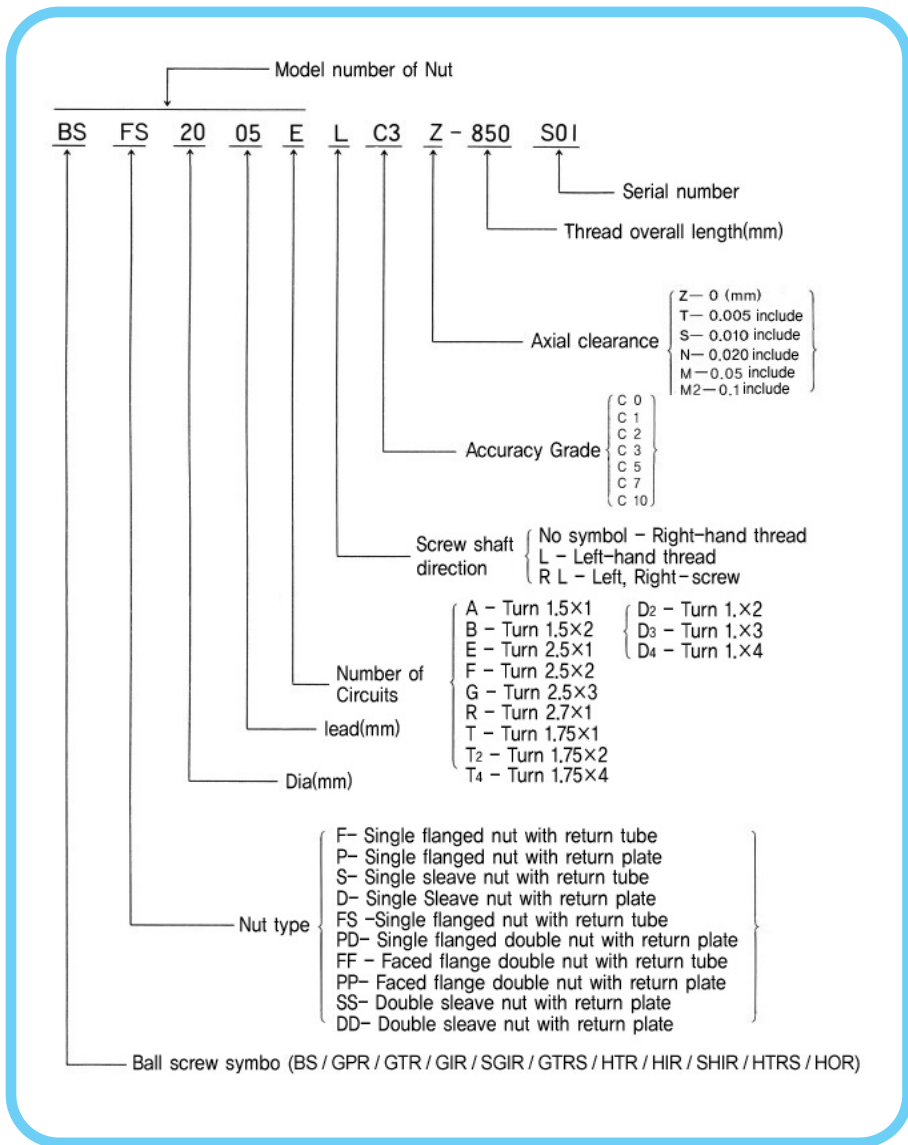 Model number of Nut
BS FS 20 05 E L C3 Z - 850 S01
Serial number
Thread overall length(mm)
Axial clearance
Z— 0 (mm)
T— 0.005 include
S— 0.010 include
N— 0.020 include
M—0.05 include
M2—0.1 include
Accuracy Grade
C 0
C 1
C 2
C 3
C 5
C 7
C 10
Screw shaft
direction
No symbol - Right-hand thread
L - Left-hand thread
R L - Left, Right-screw
Number of
Circuits
A - Turn 1.5×1
B - Turn 1.5×2
E - Turn 2.5×1
F - Turn 2.5×2
G - Turn 2.5×3
R - Turn 2.7×1
T - Turn 1.75×1
T2 - Turn 1.75×2
T4 - Turn 1.75×4
D2 - Turn 1.×2
D3 - Turn 1.×3
D4 - Turn 1.×4
lead(mm)
Dia(mm)
Nut type
F- Single flanged nut with return tube
P- Single flanged nut with return plate
S- Single sleave nut with return tube
D- Single Sleave nut with return plate
FS -Single flanged nut with return tube
PD- Single flanged double nut with return plate
FF - Faced flange double nut with return tube
PP- Faced flange double nut with return plate
SS- Double sleave nut with return plate
DD- Double sleave nut with return plate
Ball screw symbo (BS / GPR / GTR / GIR / SGIR / GTRS / HTR / HIR / SHIR / HTRS / HOR)